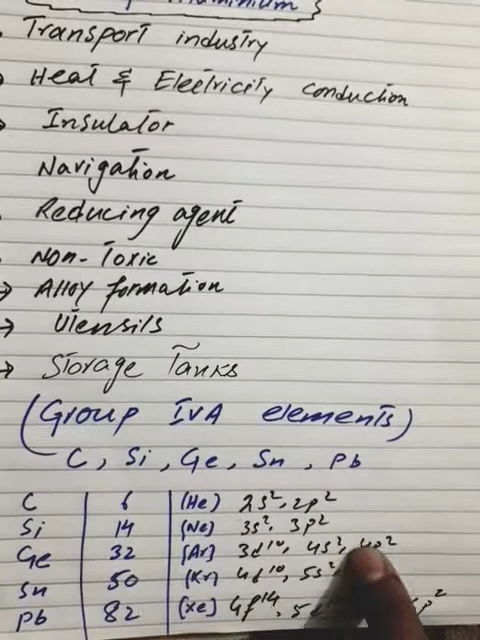 Aluminium
Transport industry
Heat & Electricity conduction
Insulator
Navigation
Reducing agent
Non-Toxic
→ Alloy formation
→ Utensils
→ Storage Tanks
(Group IVA elements)
C, Si, Ge, Sn, Pb
C 6 [He] 2s², 2p²
Si 14 [Ne] 3s², 3p²
Ge 32 [Ar] 3d¹⁰, 4s², 4p²
Sn 50 [Kr] 4d¹⁰, 5s²
Pb 82 [Xe] 4f¹⁴, 5